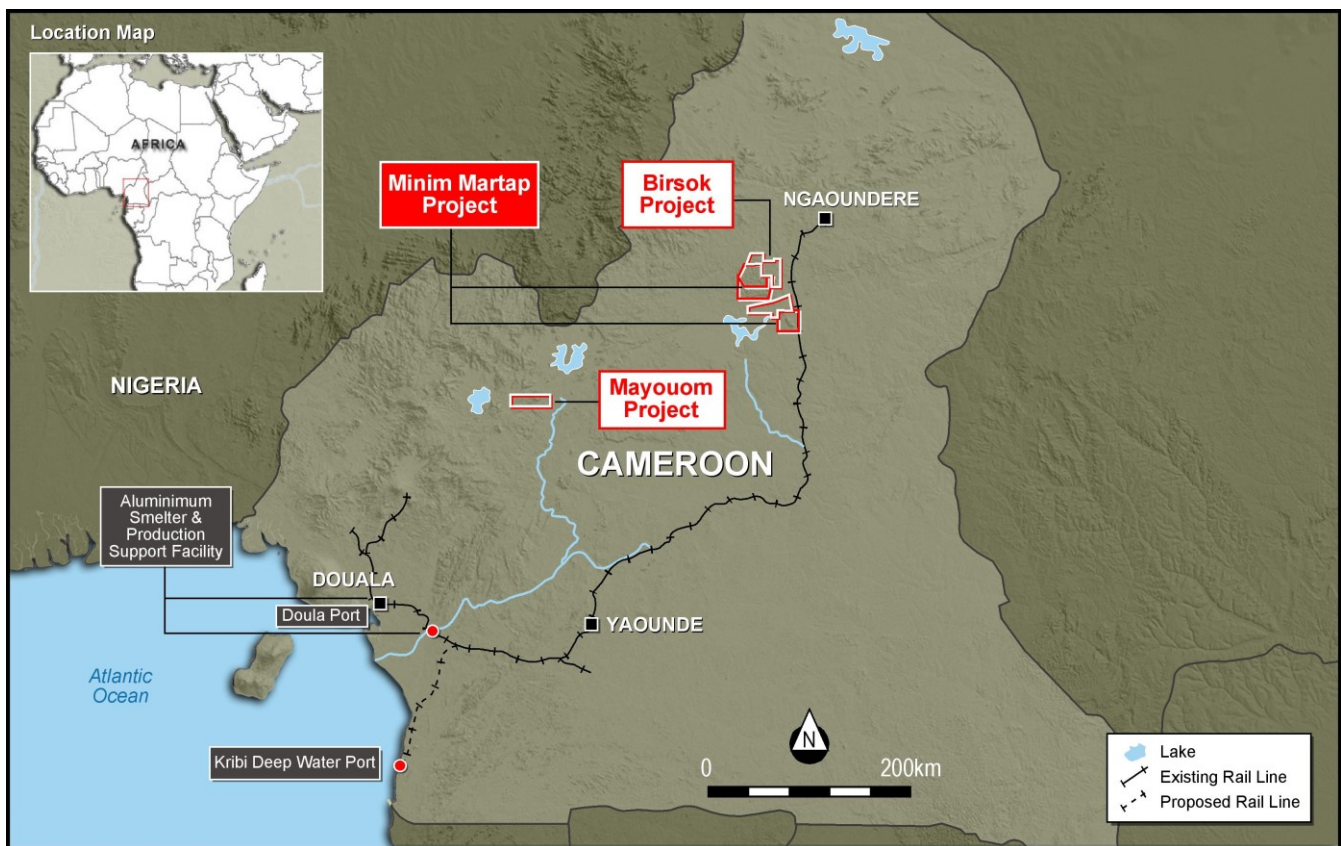 Location Map
AFRICA
Minim Martap
Project
Birsok
Project
NGAOUNDERE
NIGERIA
Mayouom
Project
CAMEROON
Aluminimum
Smelter &
Production
Support Facility
DOUALA
Doula Port
YAOUNDE
Atlantic
Ocean
Kribi Deep Water Port
N
0
200km
Lake
Existing Rail Line
Proposed Rail Line